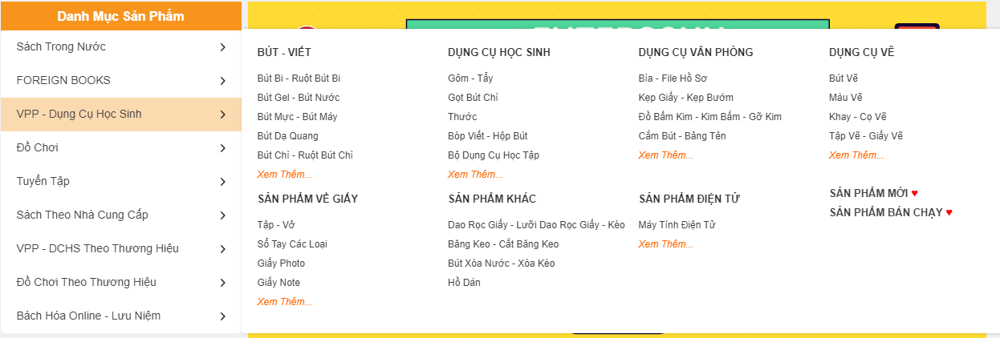 Danh Mục Sản Phẩm
Sách Trong Nước
FOREIGN BOOKS
VPP - Dụng Cụ Học Sinh
Đồ Chơi
Tuyển Tập
Sách Theo Nhà Cung Cấp
VPP - DCHS Theo Thương Hiệu
Đồ Chơi Theo Thương Hiệu
Bách Hóa Online - Lưu Niệm
BÚT - VIẾT
Bút Bi - Ruột Bút Bi
Bút Gel - Bút Nước
Bút Mực - Bút Máy
Bút Dạ Quang
Bút Chì - Ruột Bút Chì
Xem Thêm...
DỤNG CỤ HỌC SINH
Gôm - Tẩy
Gọt Bút Chì
Thước
Bóp Viết - Hộp Bút
Bộ Dụng Cụ Học Tập
Xem Thêm...
DỤNG CỤ VĂN PHÒNG
Bìa - File Hồ Sơ
Kẹp Giấy - Kẹp Bướm
Đồ Bấm Kim - Kim Bấm - Gỡ Kim
Cắm Bút - Bảng Tên
Xem Thêm...
DỤNG CỤ VẼ
Bút Vẽ
Màu Vẽ
Khay - Cọ Vẽ
Tập Vẽ - Giấy Vẽ
Xem Thêm...
SẢN PHẨM VỀ GIẤY
Tập - Vở
Sổ Tay Các Loại
Giấy Photo
Giấy Note
Xem Thêm...
SẢN PHẨM KHÁC
Dao Rọc Giấy - Lưỡi Dao Rọc Giấy - Kéo
Băng Keo - Cắt Băng Keo
Bút Xóa Nước - Xóa Kéo
Hồ Dán
SẢN PHẨM ĐIỆN TỬ
Máy Tính Điện Tử
Xem Thêm...
SẢN PHẨM MỚI ♥
SẢN PHẨM BÁN CHẠY ♥